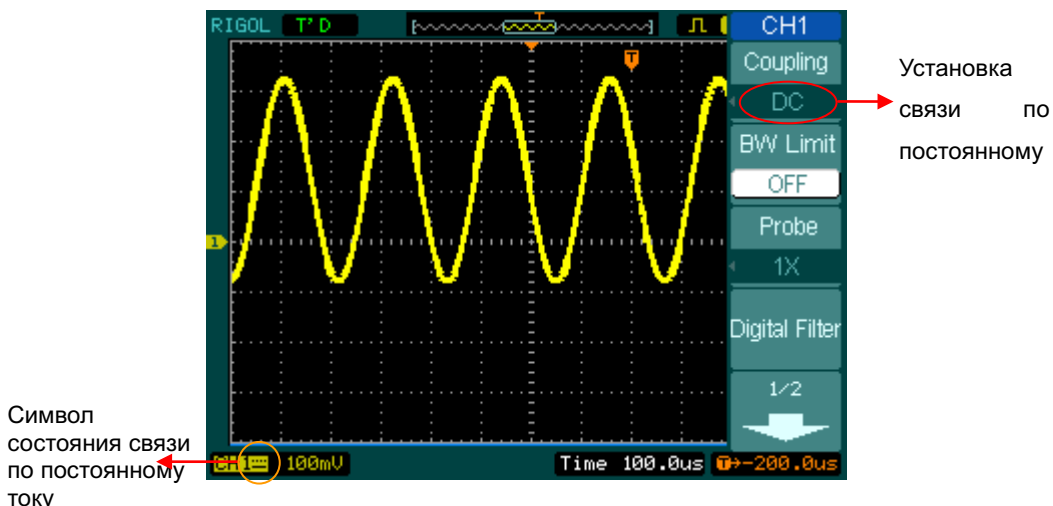 RIGOL T'D T CH1
T
Coupling
DC
BW Limit
OFF
Probe
1
1X
Digital Filter
1/2
CH1 100mV Time 100.0us T→-200.0us
Установка
связи по
постоянному
Символ
состояния связи
по постоянному
току